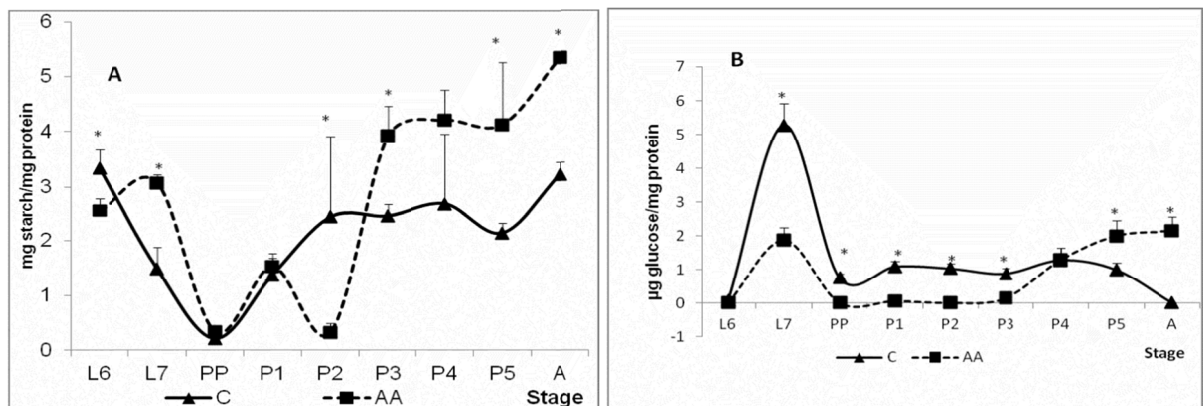 A
mg starch/mg protein
6
5
4
3
2
1
0
* * * * * *
L6 L7 PP P1 P2 P3 P4 P5 A
C AA Stage
B
µg glucose/mg protein
7
6
5
4
3
2
1
0
-1
* * * * * * *
L6 L7 PP P1 P2 P3 P4 P5 A
Stage
C AA